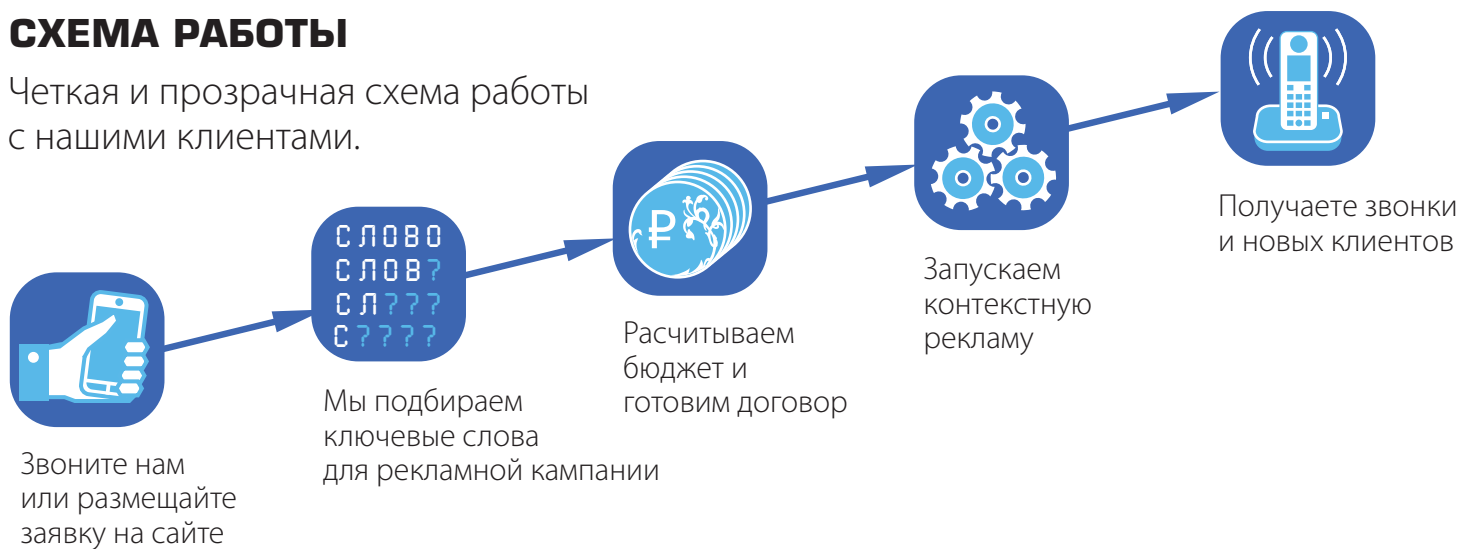 СХЕМА РАБОТЫ
Четкая и прозрачная схема работы
с нашими клиентами.
Звоните нам
или размещайте
заявку на сайте
СЛОВО
СЛОВ?
СЛ???
С????
Мы подбираем
ключевые слова
для рекламной кампании
₽
Расчитываем
бюджет и
готовим договор
Запускаем
контекстную
рекламу
Получаете звонки
и новых клиентов